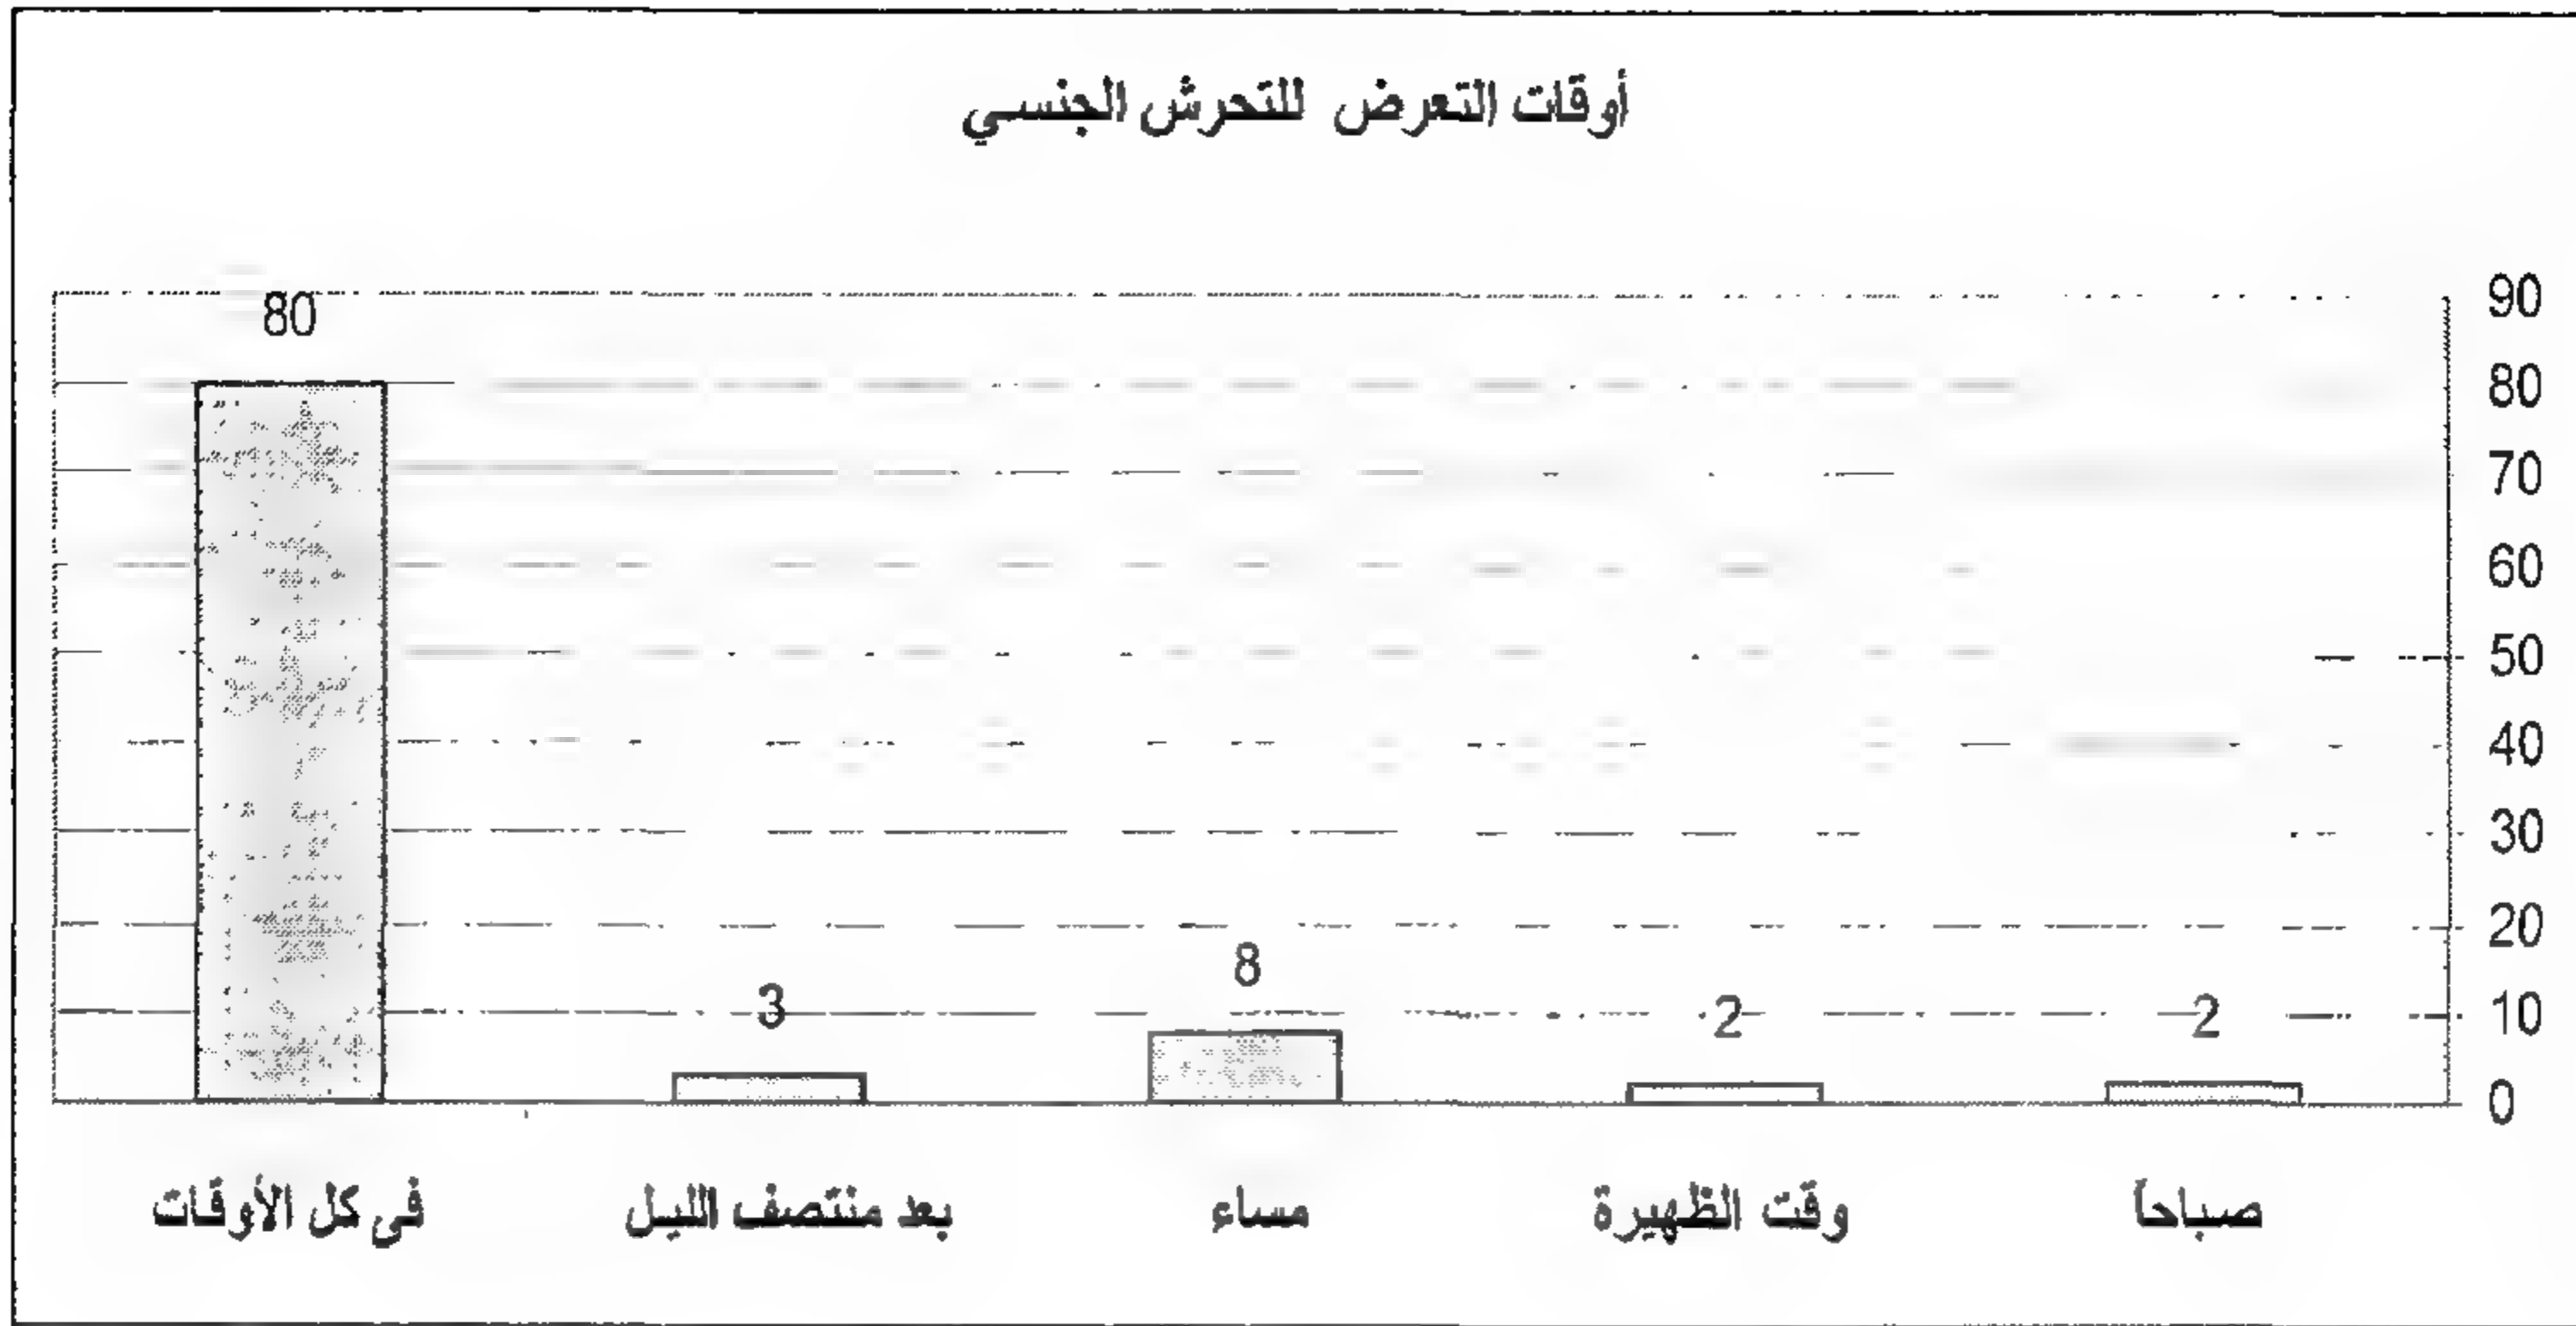 أوقات التعرض للتحرش الجنسي
90
80
70
60
50
40
30
20
10
0
2
2
8
3
80
صباحاً
وقت الظهيرة
مساء
بعد منتصف الليل
فى كل الأوقات